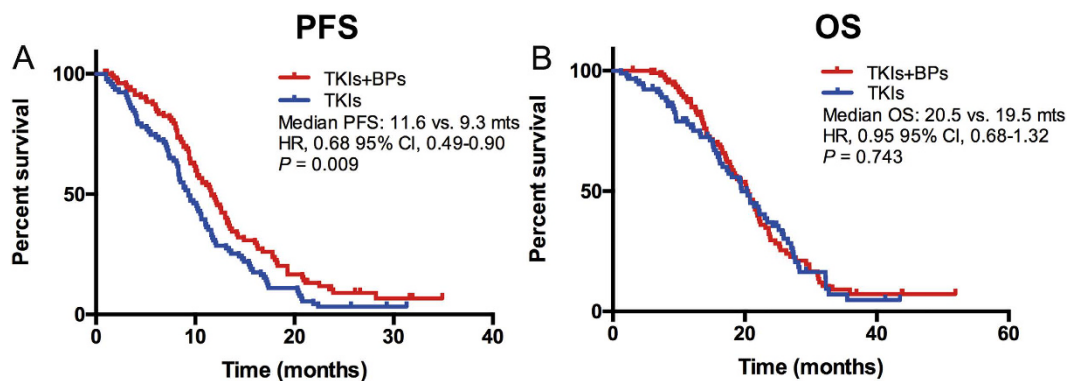 PFS
A
TKIs+BPs
TKIs
Median PFS: 11.6 vs. 9.3 mts
HR, 0.68 95% CI, 0.49-0.90
P = 0.009
Percent survival
100
50
0
0 10 20 30 40
Time (months)
OS
B
TKIs+BPs
TKIs
Median OS: 20.5 vs. 19.5 mts
HR, 0.95 95% CI, 0.68-1.32
P = 0.743
Percent survival
100
50
0
0 20 40 60
Time (months)